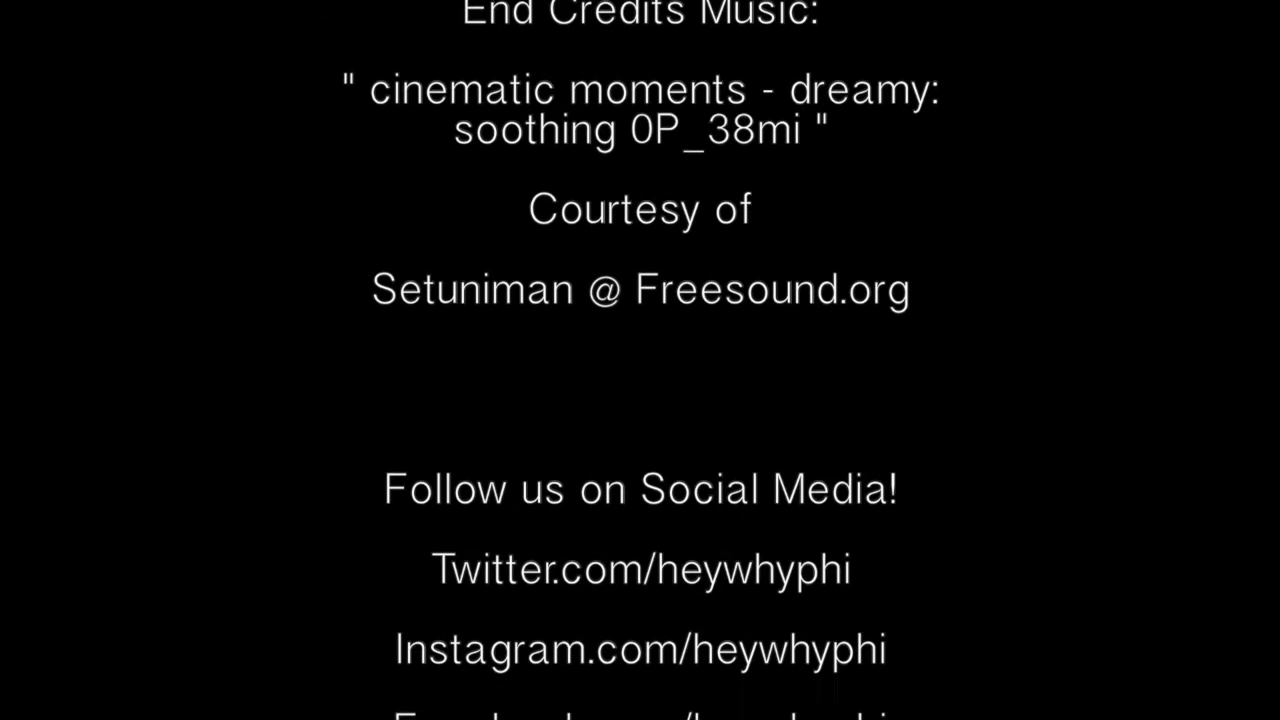 End Credits Music:
" cinematic moments - dreamy:
soothing 0P_38mi "
Courtesy of
Setuniman @ Freesound.org
Follow us on Social Media!
Twitter.com/heywhyphi
Instagram.com/heywhyphi